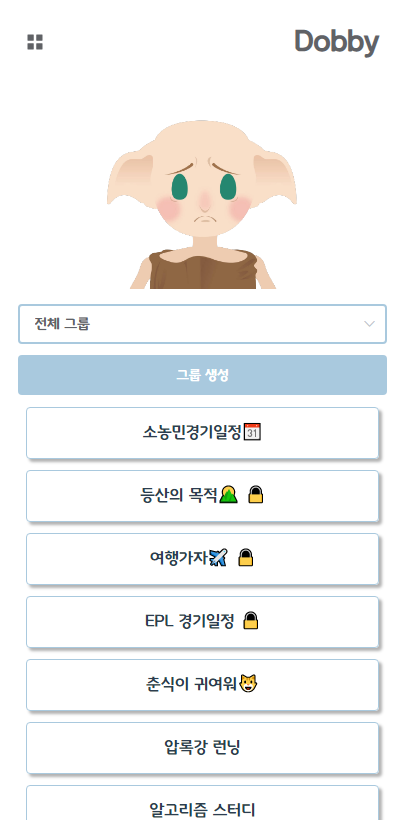 Dobby
전체 그룹
그룹 생성
소농민경기일정📅
등산의 목적 🔒
여행가자✈️ 🔒
EPL 경기일정 🔒
춘식이 귀여워😺
압록강 런닝
알고리즘 스터디